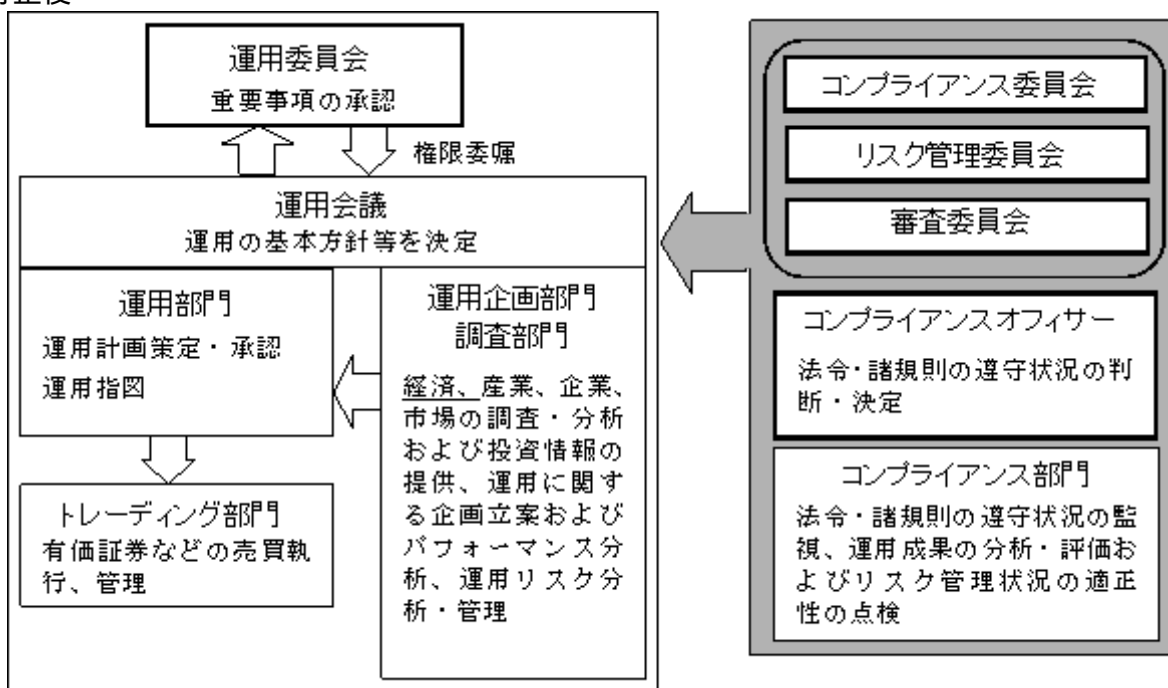 運用委員会
重要事項の承認
権限委嘱
運用会議
運用の基本方針等を決定
運用部門
運用計画策定・承認
運用指図
トレーディング部門
有価証券などの売買執
行、管理
運用企画部門
調査部門
経済、産業、企業、
市場の調査・分析
および投資情報の
提供、運用に関す
る企画立案および
パフォーマンス分
析、運用リスク分
析・管理
コンプライアンス委員会
リスク管理委員会
審査委員会
コンプライアンスオフィサー
法令・諸規則の遵守状況の判
断・決定
コンプライアンス部門
法令・諸規則の遵守状況の監
視、運用成果の分析・評価お
よびリスク管理状況の適正
性の点検